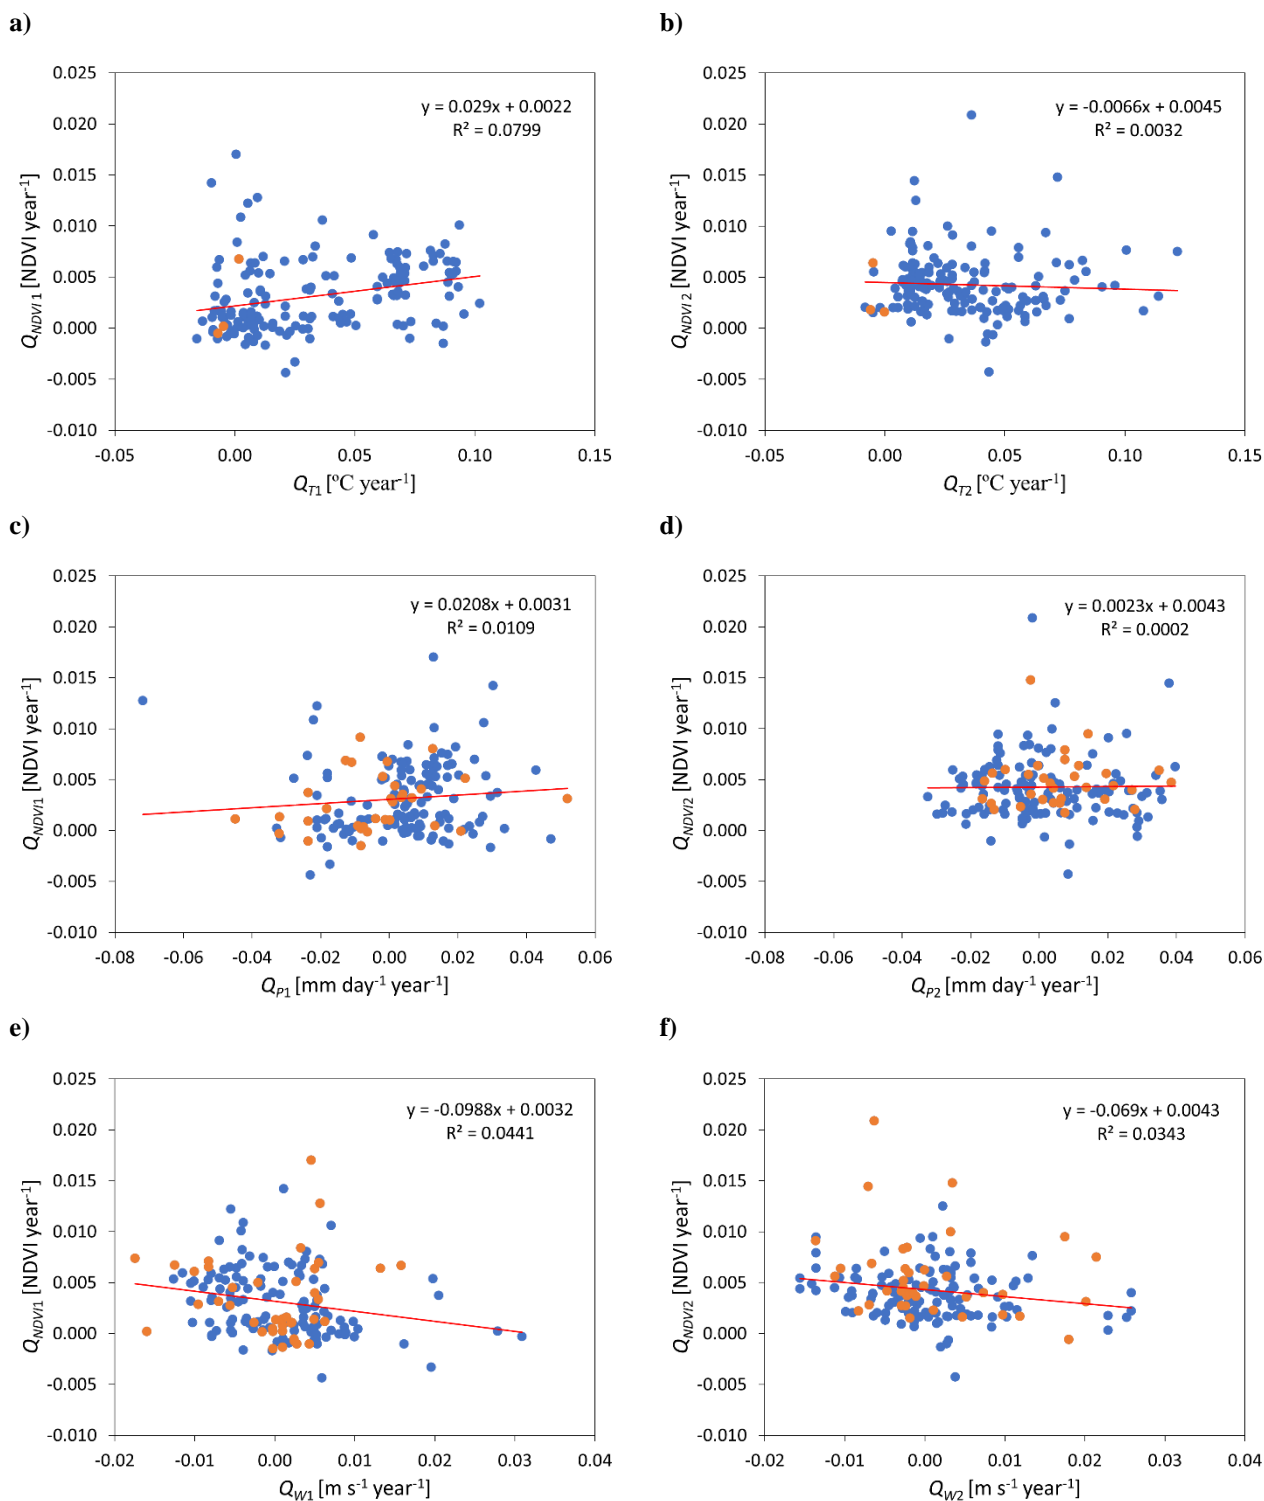 a)
0.025
0.020
0.015
0.010
0.005
0.000
-0.005
-0.010
Q_NDVI 1 [NDVI year⁻¹]
y = 0.029x + 0.0022
R² = 0.0799
-0.05 0.00 0.05 0.10 0.15
Q_T1 [ºC year⁻¹]
b)
0.025
0.020
0.015
0.010
0.005
0.000
-0.005
-0.010
Q_NDVI 2 [NDVI year⁻¹]
y = -0.0066x + 0.0045
R² = 0.0032
-0.05 0.00 0.05 0.10 0.15
Q_T2 [ºC year⁻¹]
c)
0.025
0.020
0.015
0.010
0.005
0.000
-0.005
-0.010
Q_NDVI1 [NDVI year⁻¹]
y = 0.0208x + 0.0031
R² = 0.0109
-0.08 -0.06 -0.04 -0.02 0.00 0.02 0.04 0.06
Q_P1 [mm day⁻¹ year⁻¹]
d)
0.025
0.020
0.015
0.010
0.005
0.000
-0.005
-0.010
Q_NDVI2 [NDVI year⁻¹]
y = 0.0023x + 0.0043
R² = 0.0002
-0.08 -0.06 -0.04 -0.02 0.00 0.02 0.04 0.06
Q_P2 [mm day⁻¹ year⁻¹]
e)
0.025
0.020
0.015
0.010
0.005
0.000
-0.005
-0.010
Q_NDVI1 [NDVI year⁻¹]
y = -0.0988x + 0.0032
R² = 0.0441
-0.02 -0.01 0.00 0.01 0.02 0.03 0.04
Q_W1 [m s⁻¹ year⁻¹]
f)
0.025
0.020
0.015
0.010
0.005
0.000
-0.005
-0.010
Q_NDVI2 [NDVI year⁻¹]
y = -0.069x + 0.0043
R² = 0.0343
-0.02 -0.01 0.00 0.01 0.02 0.03 0.04
Q_W2 [m s⁻¹ year⁻¹]